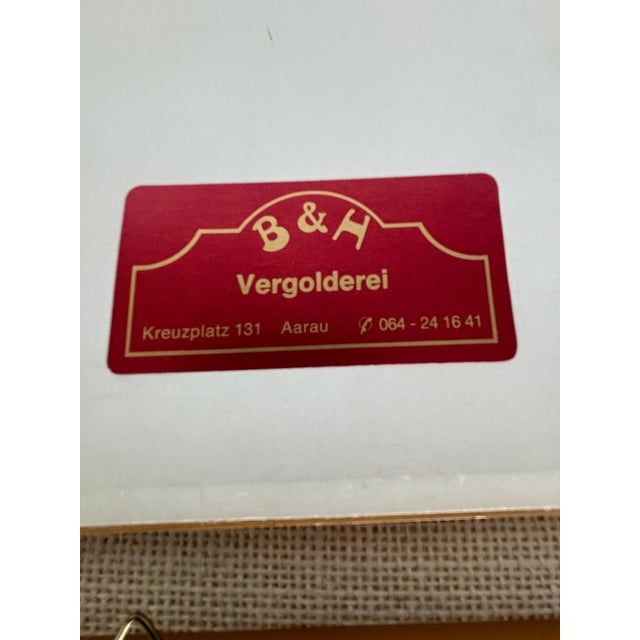 B & H
Vergolderei
Kreuzplatz 131 Aarau ✆ 064 - 24 16 41